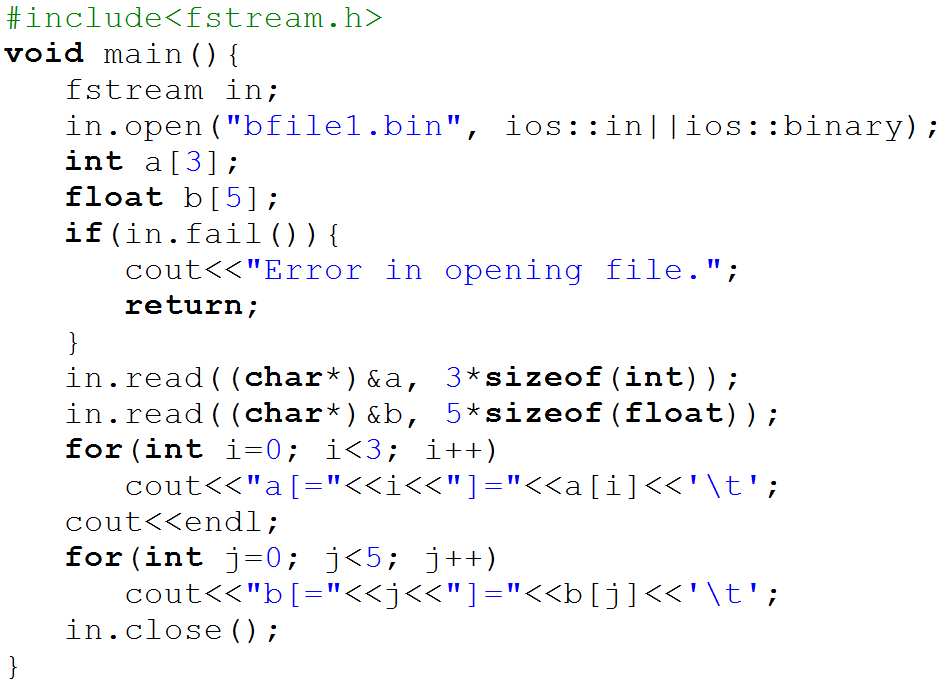 #include<fstream.h>
void main(){
   fstream in;
   in.open("bfile1.bin", ios::in||ios::binary);
   int a[3];
   float b[5];
   if(in.fail()){
      cout<<"Error in opening file.";
      return;
   }
   in.read((char*)&a, 3*sizeof(int));
   in.read((char*)&b, 5*sizeof(float));
   for(int i=0; i<3; i++)
      cout<<"a[="<<i<<"]="<<a[i]<<'\t';
   cout<<endl;
   for(int j=0; j<5; j++)
      cout<<"b[="<<j<<"]="<<b[j]<<'\t';
   in.close();
}